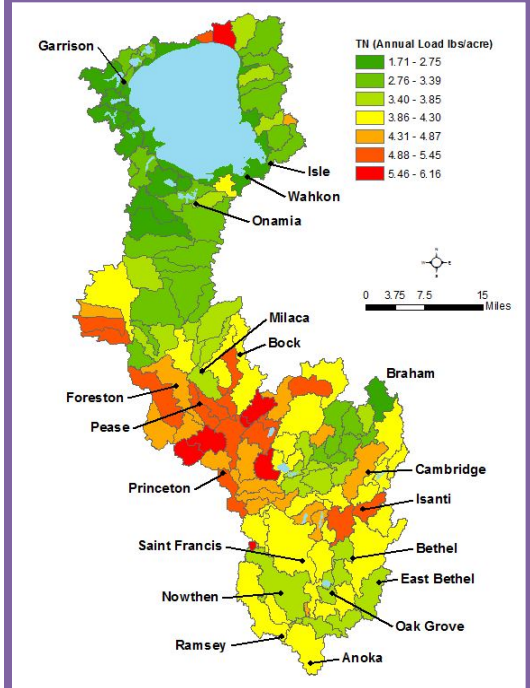 TN (Annual Load lbs/acre)
1.71 - 2.75
2.76 - 3.39
3.40 - 3.85
3.86 - 4.30
4.31 - 4.87
4.88 - 5.45
5.46 - 6.16
Garrison
Isle
Wahkon
Onamia
N
W E
S
0 3.75 7.5 15
Miles
Milaca
Bock
Braham
Foreston
Pease
Cambridge
Princeton
Isanti
Saint Francis
Bethel
East Bethel
Nowthen
Oak Grove
Ramsey
Anoka